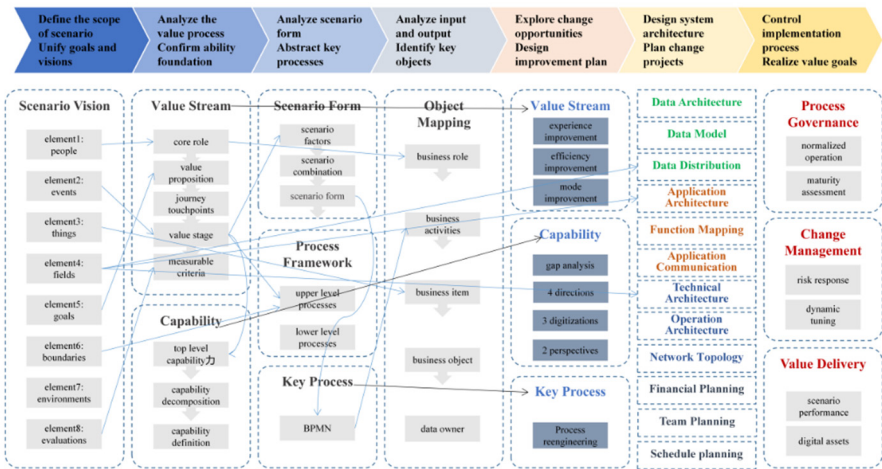 Define the scope
of scenario
Unify goals and
visions
Analyze the
value process
Confirm ability
foundation
Analyze scenario
form
Abstract key
processes
Analyze input
and output
Identify key
objects
Explore change
opportunities
Design
improvement plan
Design system
architecture
Plan change
projects
Control
implementation
process
Realize value goals
Scenario Vision
element1:
people
element2:
events
element3:
things
element4:
fields
element5:
goals
element6:
boundaries
element7:
environments
element8:
evaluations
Value Stream
core role
value
proposition
journey
touchpoints
value stage
measurable
criteria
Capability
top level
capability力
capability
decomposition
capability
definition
Scenario Form
scenario
factors
scenario
combination
scenario form
Process
Framework
upper level
processes
lower level
processes
Key Process
BPMN
Object
Mapping
business role
business
activities
business item
business object
data owner
Value Stream
experience
improvement
efficiency
improvement
mode
improvement
Capability
gap analysis
4 directions
3 digitizations
2 perspectives
Key Process
Process
reengineering
Data Architecture
Data Model
Data Distribution
Application
Architecture
Function Mapping
Application
Communication
Technical
Architecture
Operation
Architecture
Network Topology
Financial Planning
Team Planning
Schedule planning
Process
Governance
normalized
operation
maturity
assessment
Change
Management
risk response
dynamic
tuning
Value Delivery
scenario
performance
digital assets